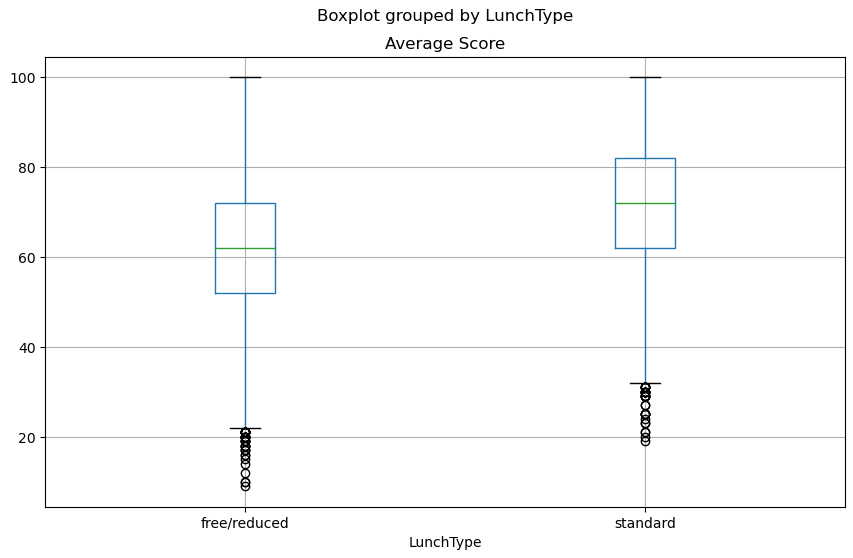 Boxplot grouped by LunchType
Average Score
100
80
60
40
20
free/reduced standard
LunchType